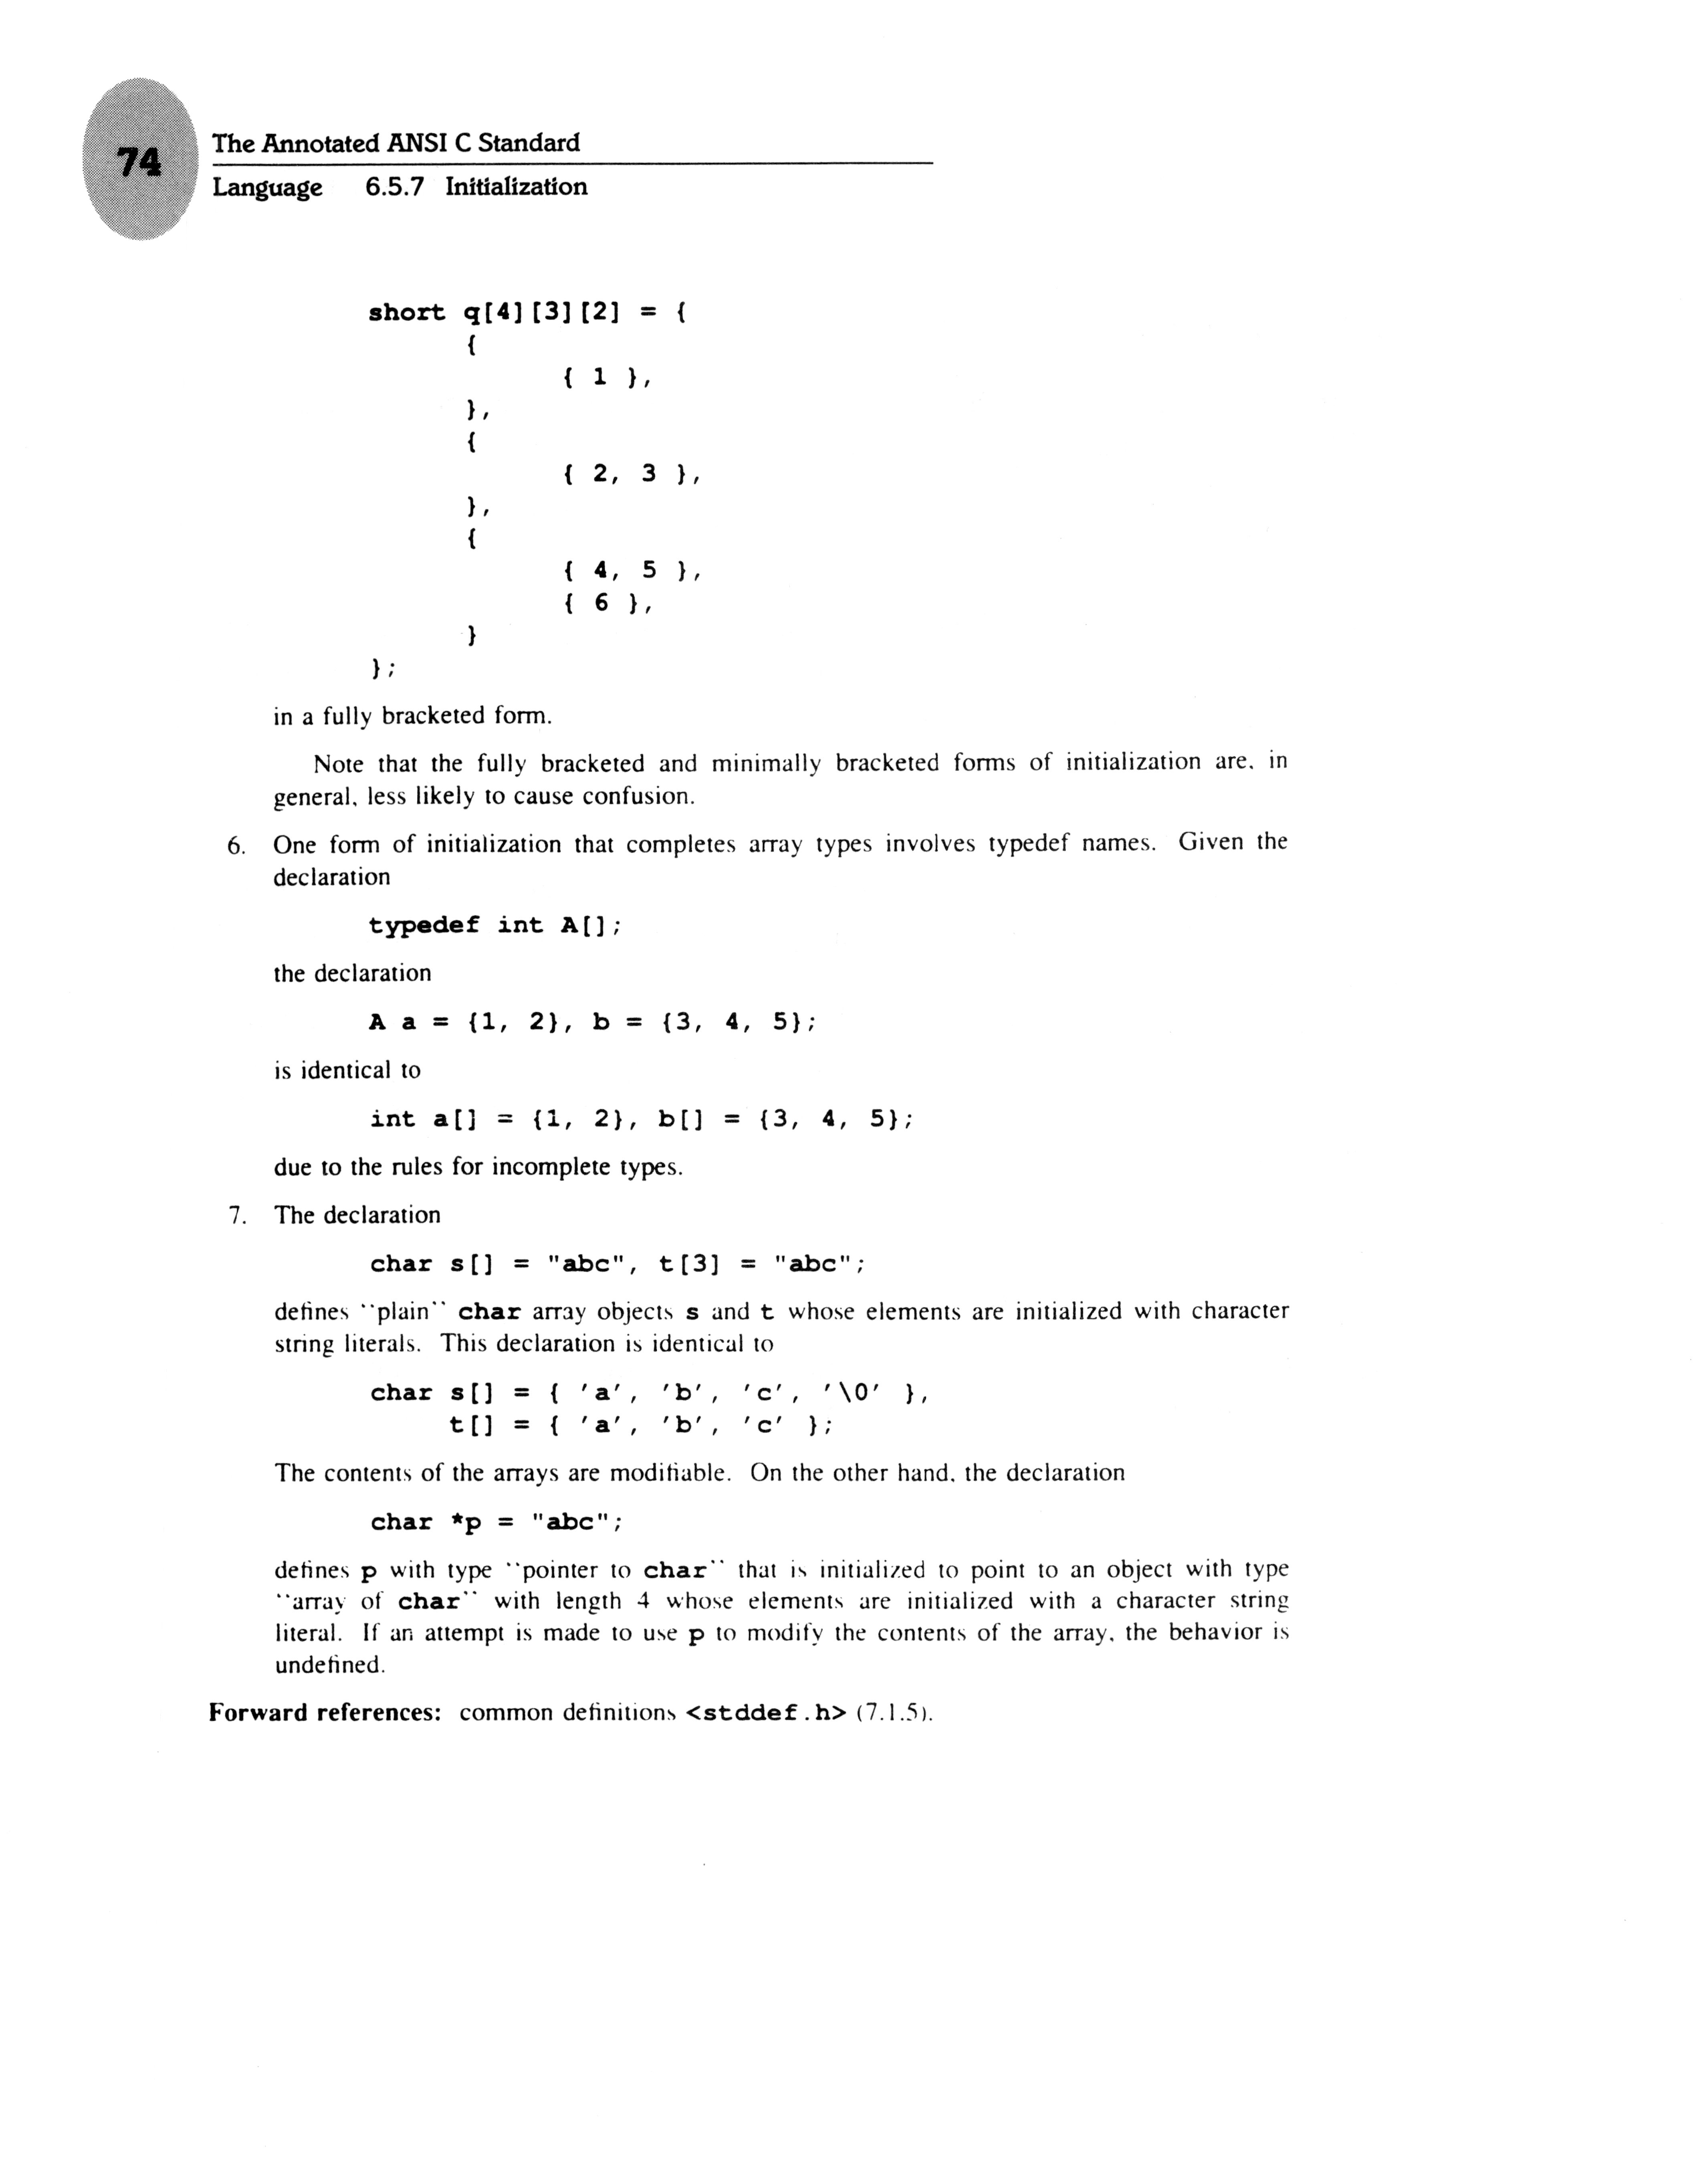 74
The Annotated ANSI C Standard
Language 6.5.7 Initialization
short q[4][3][2] = {
{
{ 1 },
},
{
{ 2, 3 },
},
{
{ 4, 5 },
{ 6 },
}
};
in a fully bracketed form.
Note that the fully bracketed and minimally bracketed forms of initialization are, in
general, less likely to cause confusion.
6. One form of initialization that completes array types involves typedef names. Given the
declaration
typedef int A[];
the declaration
A a = {1, 2}, b = {3, 4, 5};
is identical to
int a[] = {1, 2}, b[] = {3, 4, 5};
due to the rules for incomplete types.
7. The declaration
char s[] = "abc", t[3] = "abc";
defines ``plain'' char array objects s and t whose elements are initialized with character
string literals. This declaration is identical to
char s[] = { 'a', 'b', 'c', '\0' },
t[] = { 'a', 'b', 'c' };
The contents of the arrays are modifiable. On the other hand, the declaration
char *p = "abc";
defines p with type ``pointer to char'' that is initialized to point to an object with type
``array of char'' with length 4 whose elements are initialized with a character string
literal. If an attempt is made to use p to modify the contents of the array, the behavior is
undefined.
Forward references: common definitions <stddef.h> (7.1.5).